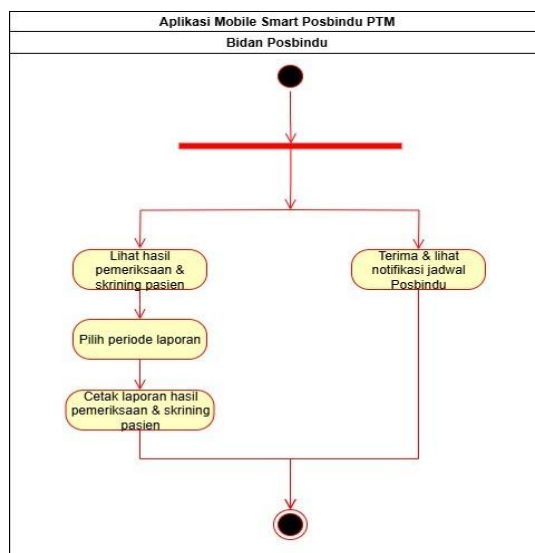 Aplikasi Mobile Smart Posbindu PTM
Bidan Posbindu
Lihat hasil
pemeriksaan &
skrining pasien
Terima & lihat
notifikasi jadwal
Posbindu
Pilih periode laporan
Cetak laporan hasil
pemeriksaan & skrining
pasien